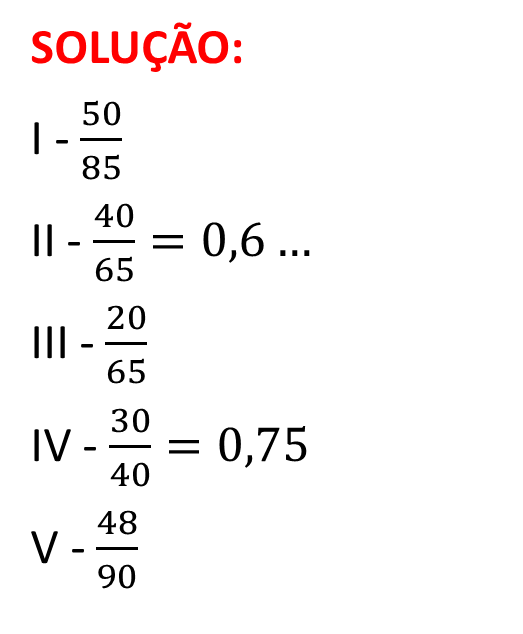 SOLUÇÃO:
I - 50/85
II - 40/65 = 0,6 ...
III - 20/65
IV - 30/40 = 0,75
V - 48/90